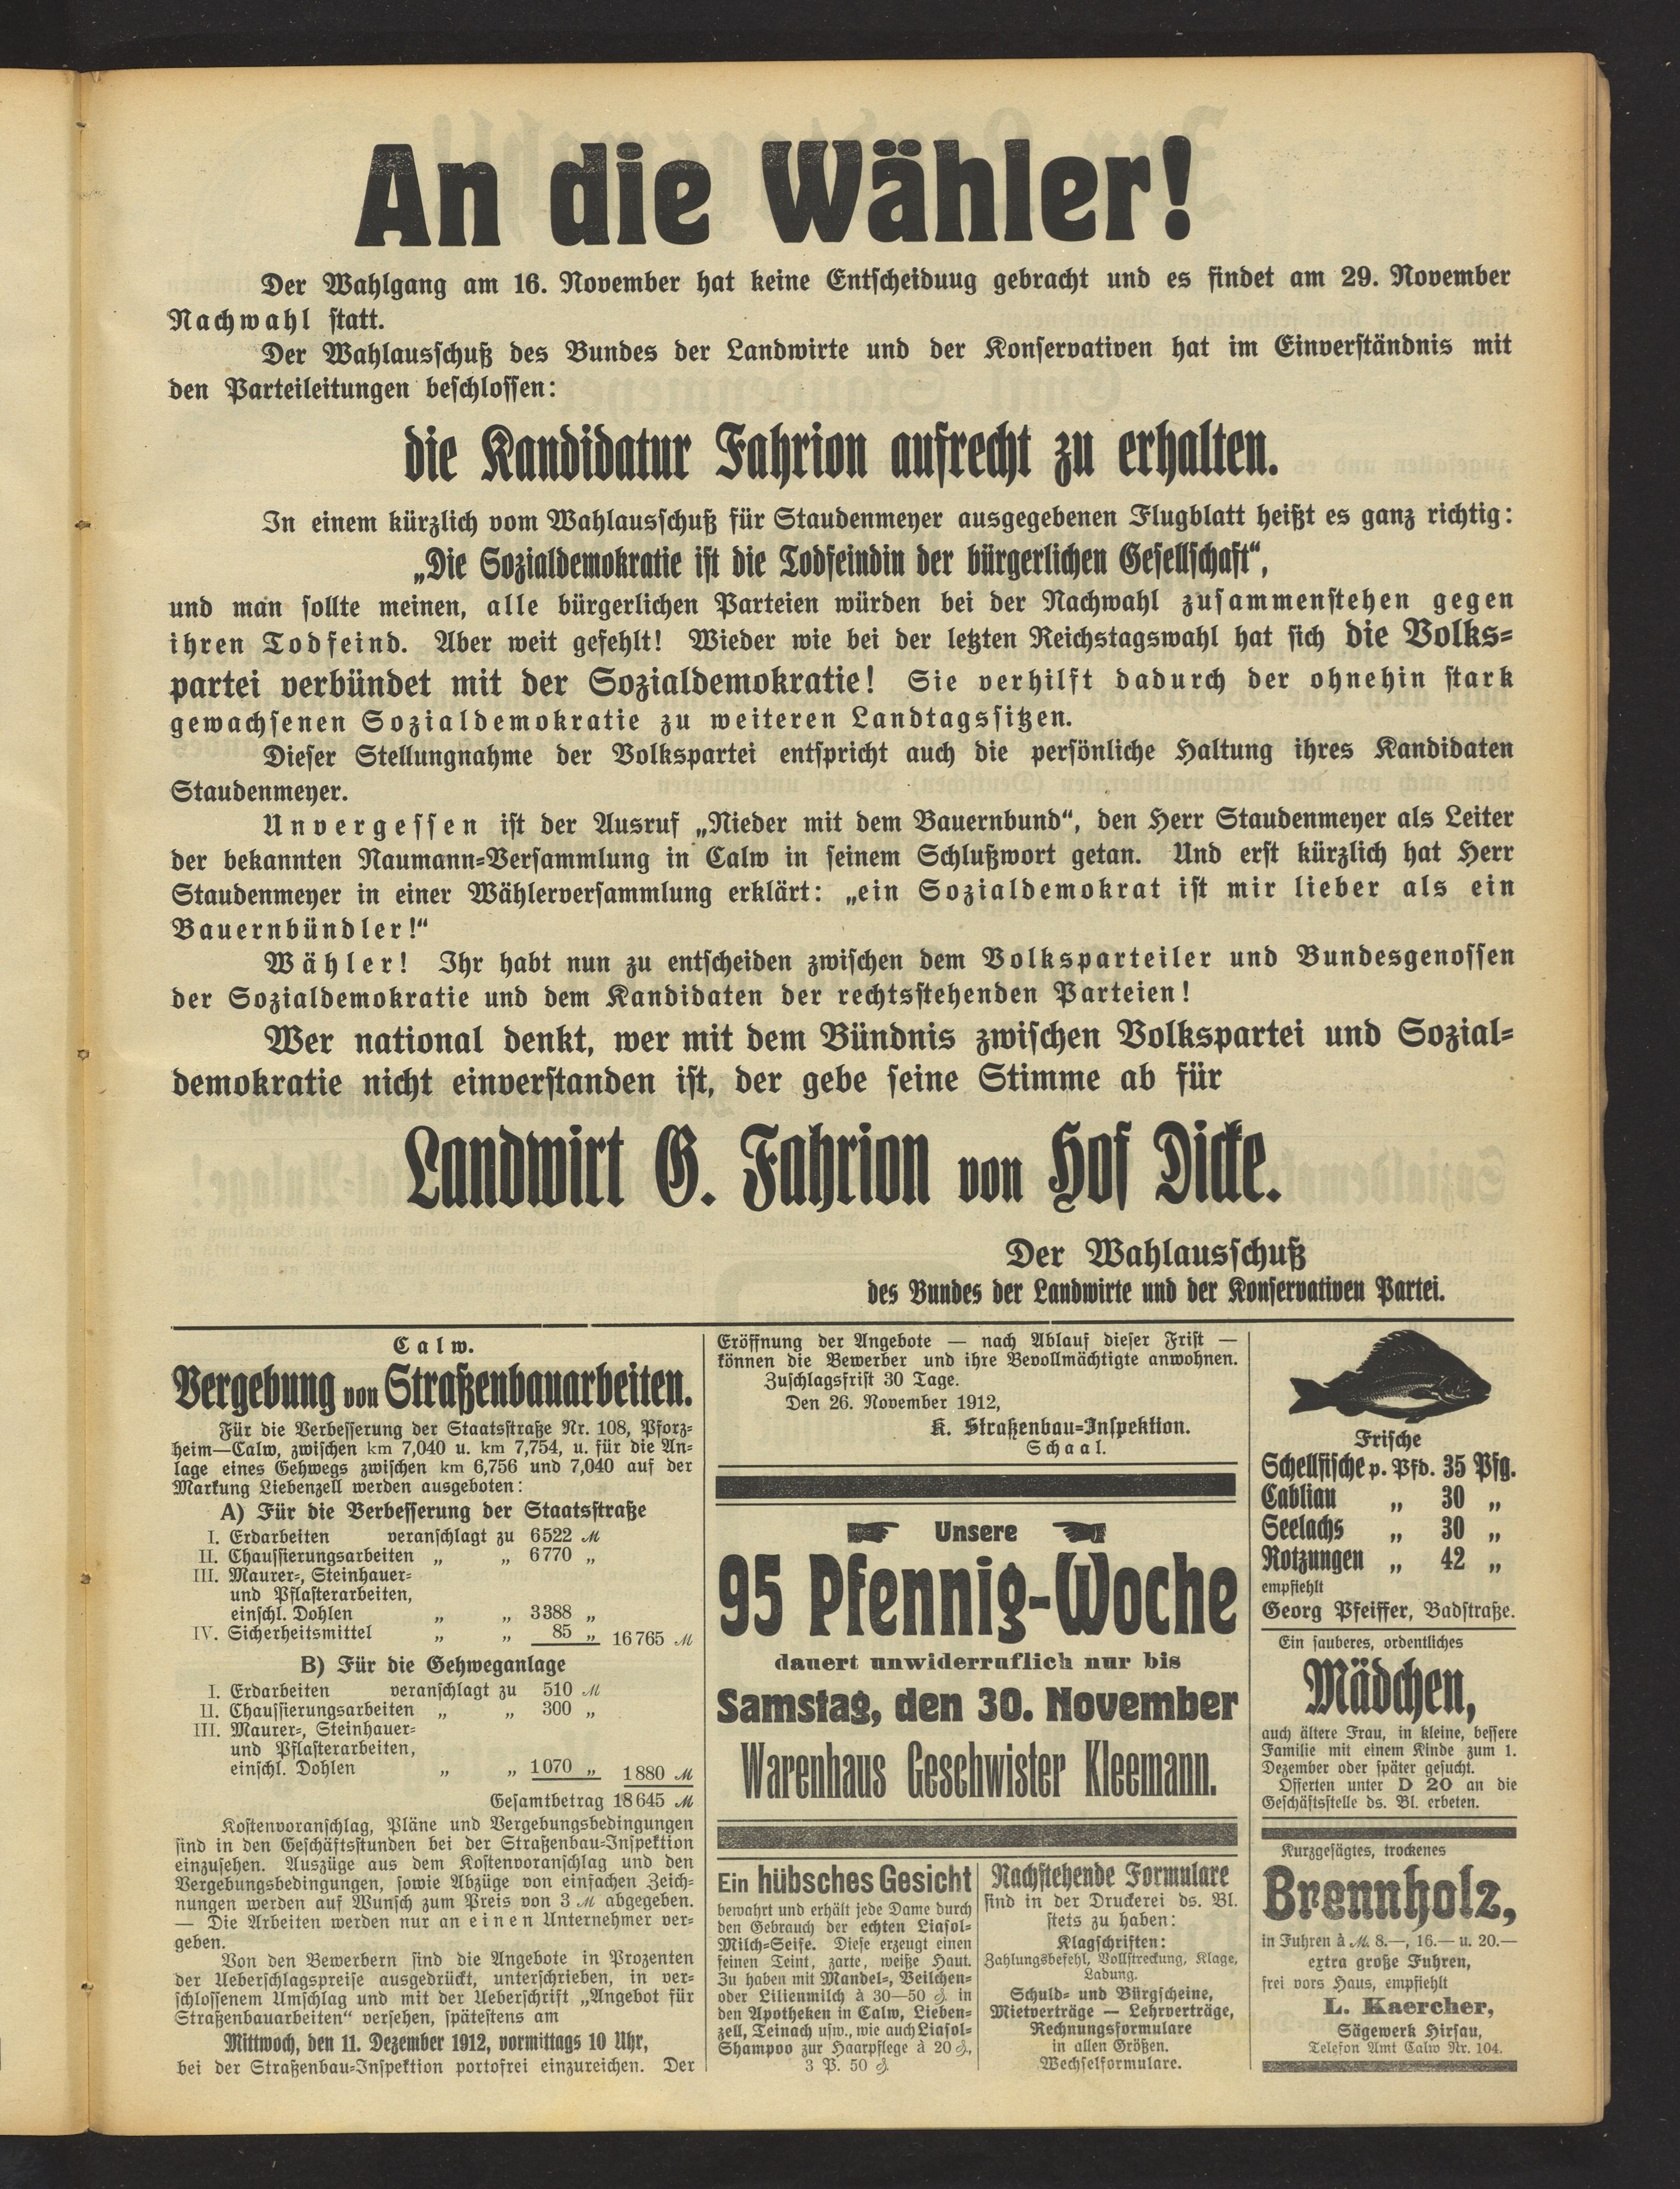 An die Wähler!
Der Wahlgang am 16. November hat keine Entscheiduug gebracht und es findet am 29. November
Nachwahl statt.
Der Wahlausschuß des Bundes der Landwirte und der Konservativen hat im Einverständnis mit
den Parteileitungen beschlossen:
die Kandidatur Fahrion aufrecht zu erhalten.
In einem kürzlich vom Wahlausschuß für Staudenmeyer ausgegebenen Flugblatt heißt es ganz richtig:
„Die Sozialdemokratie ist die Todfeindin der bürgerlichen Gesellschaft“,
und man sollte meinen, alle bürgerlichen Parteien würden bei der Nachwahl zusammenstehen gegen
ihren Todfeind. Aber weit gefehlt! Wieder wie bei der letzten Reichstagswahl hat sich die Volks-
partei verbündet mit der Sozialdemokratie! Sie verhilft dadurch der ohnehin stark
gewachsenen Sozialdemokratie zu weiteren Landtagssitzen.
Dieser Stellungnahme der Volkspartei entspricht auch die persönliche Haltung ihres Kandidaten
Staudenmeyer.
Unvergessen ist der Ausruf „Nieder mit dem Bauernbund“, den Herr Staudenmeyer als Leiter
der bekannten Naumann-Versammlung in Calw in seinem Schlußwort getan. Und erst kürzlich hat Herr
Staudenmeyer in einer Wählerversammlung erklärt: „ein Sozialdemokrat ist mir lieber als ein
Bauernbündler!“
Wähler! Ihr habt nun zu entscheiden zwischen dem Volksparteiler und Bundesgenossen
der Sozialdemokratie und dem Kandidaten der rechtsstehenden Parteien!
Wer national denkt, wer mit dem Bündnis zwischen Volkspartei und Sozial-
demokratie nicht einverstanden ist, der gebe seine Stimme ab für
Landwirt G. Fahrion von Hof Dicke.
Der Wahlausschuß
des Bundes der Landwirte und der Konservativen Partei.
Calw.
Vergebung von Straßenbauarbeiten.
Für die Verbesserung der Staatsstraße Nr. 108, Pforz-
heim—Calw, zwischen km 7,040 u. km 7,754, u. für die An-
lage eines Gehwegs zwischen km 6,756 und 7,040 auf der
Markung Liebenzell werden ausgeboten:
A) Für die Verbesserung der Staatsstraße
I. Erdarbeiten veranschlagt zu 6522 ℳ
II. Chaussierungsarbeiten „ „ 6770 „
III. Maurer-, Steinhauer-
und Pflasterarbeiten,
einschl. Dohlen „ „ 3388 „
IV. Sicherheitsmittel „ „ 85 „ 16765 ℳ
B) Für die Gehweganlage
I. Erdarbeiten veranschlagt zu 510 ℳ
II. Chaussierungsarbeiten „ „ 300 „
III. Maurer-, Steinhauer-
und Pflasterarbeiten,
einschl. Dohlen „ „ 1070 „ 1880 ℳ
Gesamtbetrag 18645 ℳ
Kostenvoranschlag, Pläne und Vergebungsbedingungen
sind in den Geschäftsstunden bei der Straßenbau-Inspektion
einzusehen. Auszüge aus dem Kostenvoranschlag und den
Vergebungsbedingungen, sowie Abzüge von einfachen Zeich-
nungen werden auf Wunsch zum Preis von 3 ℳ abgegeben.
— Die Arbeiten werden nur an einen Unternehmer ver-
geben.
Von den Bewerbern sind die Angebote in Prozenten
der Ueberschlagspreise ausgedrückt, unterschrieben, in ver-
schlossenem Umschlag und mit der Ueberschrift „Angebot für
Straßenbauarbeiten“ versehen, spätestens am
Mittwoch, den 11. Dezember 1912, vormittags 10 Uhr,
bei der Straßenbau-Inspektion portofrei einzureichen. Der
Eröffnung der Angebote — nach Ablauf dieser Frist —
können die Bewerber und ihre Bevollmächtigte anwohnen.
Zuschlagsfrist 30 Tage.
Den 26. November 1912,
K. Straßenbau-Inspektion.
Schaal.
Unsere
95 Pfennig-Woche
dauert unwiderruflich nur bis
Samstag, den 30. November
Warenhaus Geschwister Kleemann.
Ein hübsches Gesicht
bewahrt und erhält jede Dame durch
den Gebrauch der echten Liasol-
Milch-Seife. Diese erzeugt einen
feinen Teint, zarte, weiße Haut.
Zu haben mit Mandel-, Veilchen-
oder Lilienmilch à 30—50 ₰ in
den Apotheken in Calw, Lieben-
zell, Teinach usw., wie auch Liasol-
Shampoo zur Haarpflege à 20 ₰,
3 P. 50 ₰
Nachstehende Formulare
sind in der Druckerei ds. Bl.
stets zu haben:
Klagschriften:
Zahlungsbefehl, Vollstreckung, Klage,
Ladung.
Schuld- und Bürgscheine,
Mietverträge — Lehrverträge,
Rechnungsformulare
in allen Größen.
Wechselformulare.
Frische
Schellfische p. Pfd. 35 Pfg.
Cabliau „ 30 „
Seelachs „ 30 „
Rotzungen „ 42 „
empfiehlt
Georg Pfeiffer, Badstraße.
Ein sauberes, ordentliches
Mädchen,
auch ältere Frau, in kleine, bessere
Familie mit einem Kinde zum 1.
Dezember oder später gesucht.
Offerten unter D 20 an die
Geschäftsstelle ds. Bl. erbeten.
Kurzgesägtes, trockenes
Brennholz,
in Fuhren à ℳ. 8.—, 16.— u. 20.—
extra große Fuhren,
frei vors Haus, empfiehlt
L. Kaercher,
Sägewerk Hirsau,
Telefon Amt Calw Nr. 104.